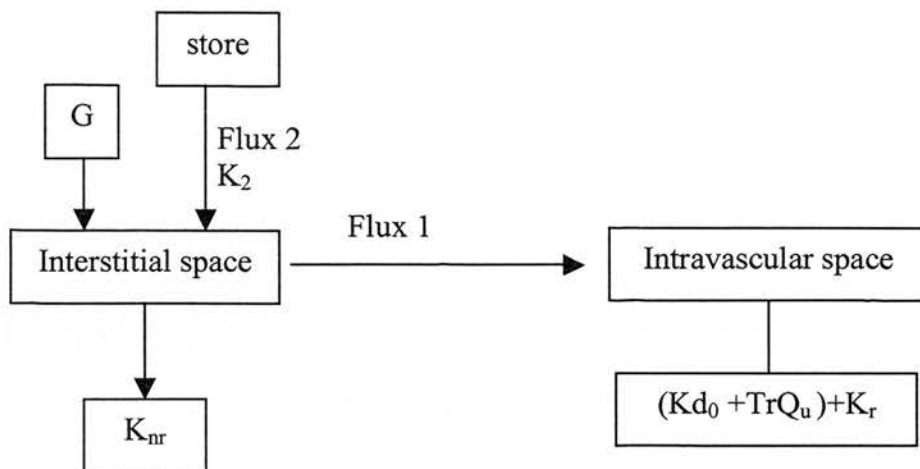 store
G
Flux 2
K₂
Flux 1
Interstitial space
Intravascular space
Kₙᵣ
(Kd₀ +TrQᵤ)+Kᵣ